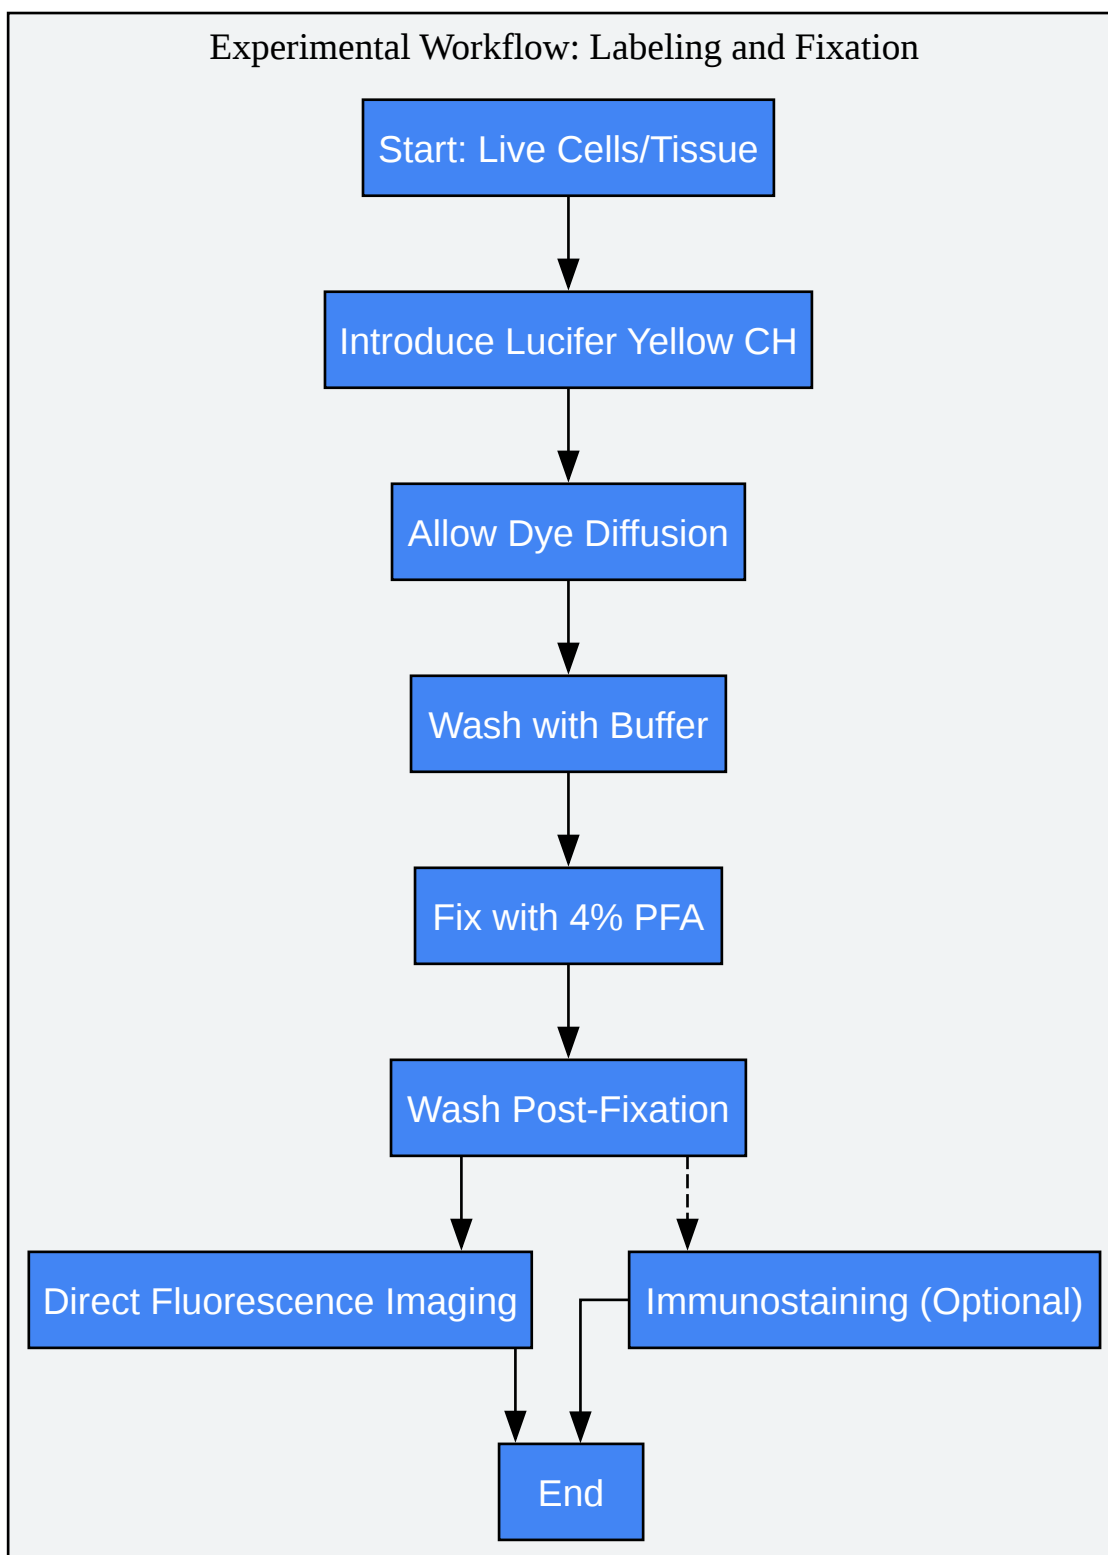 Experimental Workflow: Labeling and Fixation
Start: Live Cells/Tissue
Introduce Lucifer Yellow CH
Allow Dye Diffusion
Wash with Buffer
Fix with 4% PFA
Wash Post-Fixation
Direct Fluorescence Imaging
Immunostaining (Optional)
End